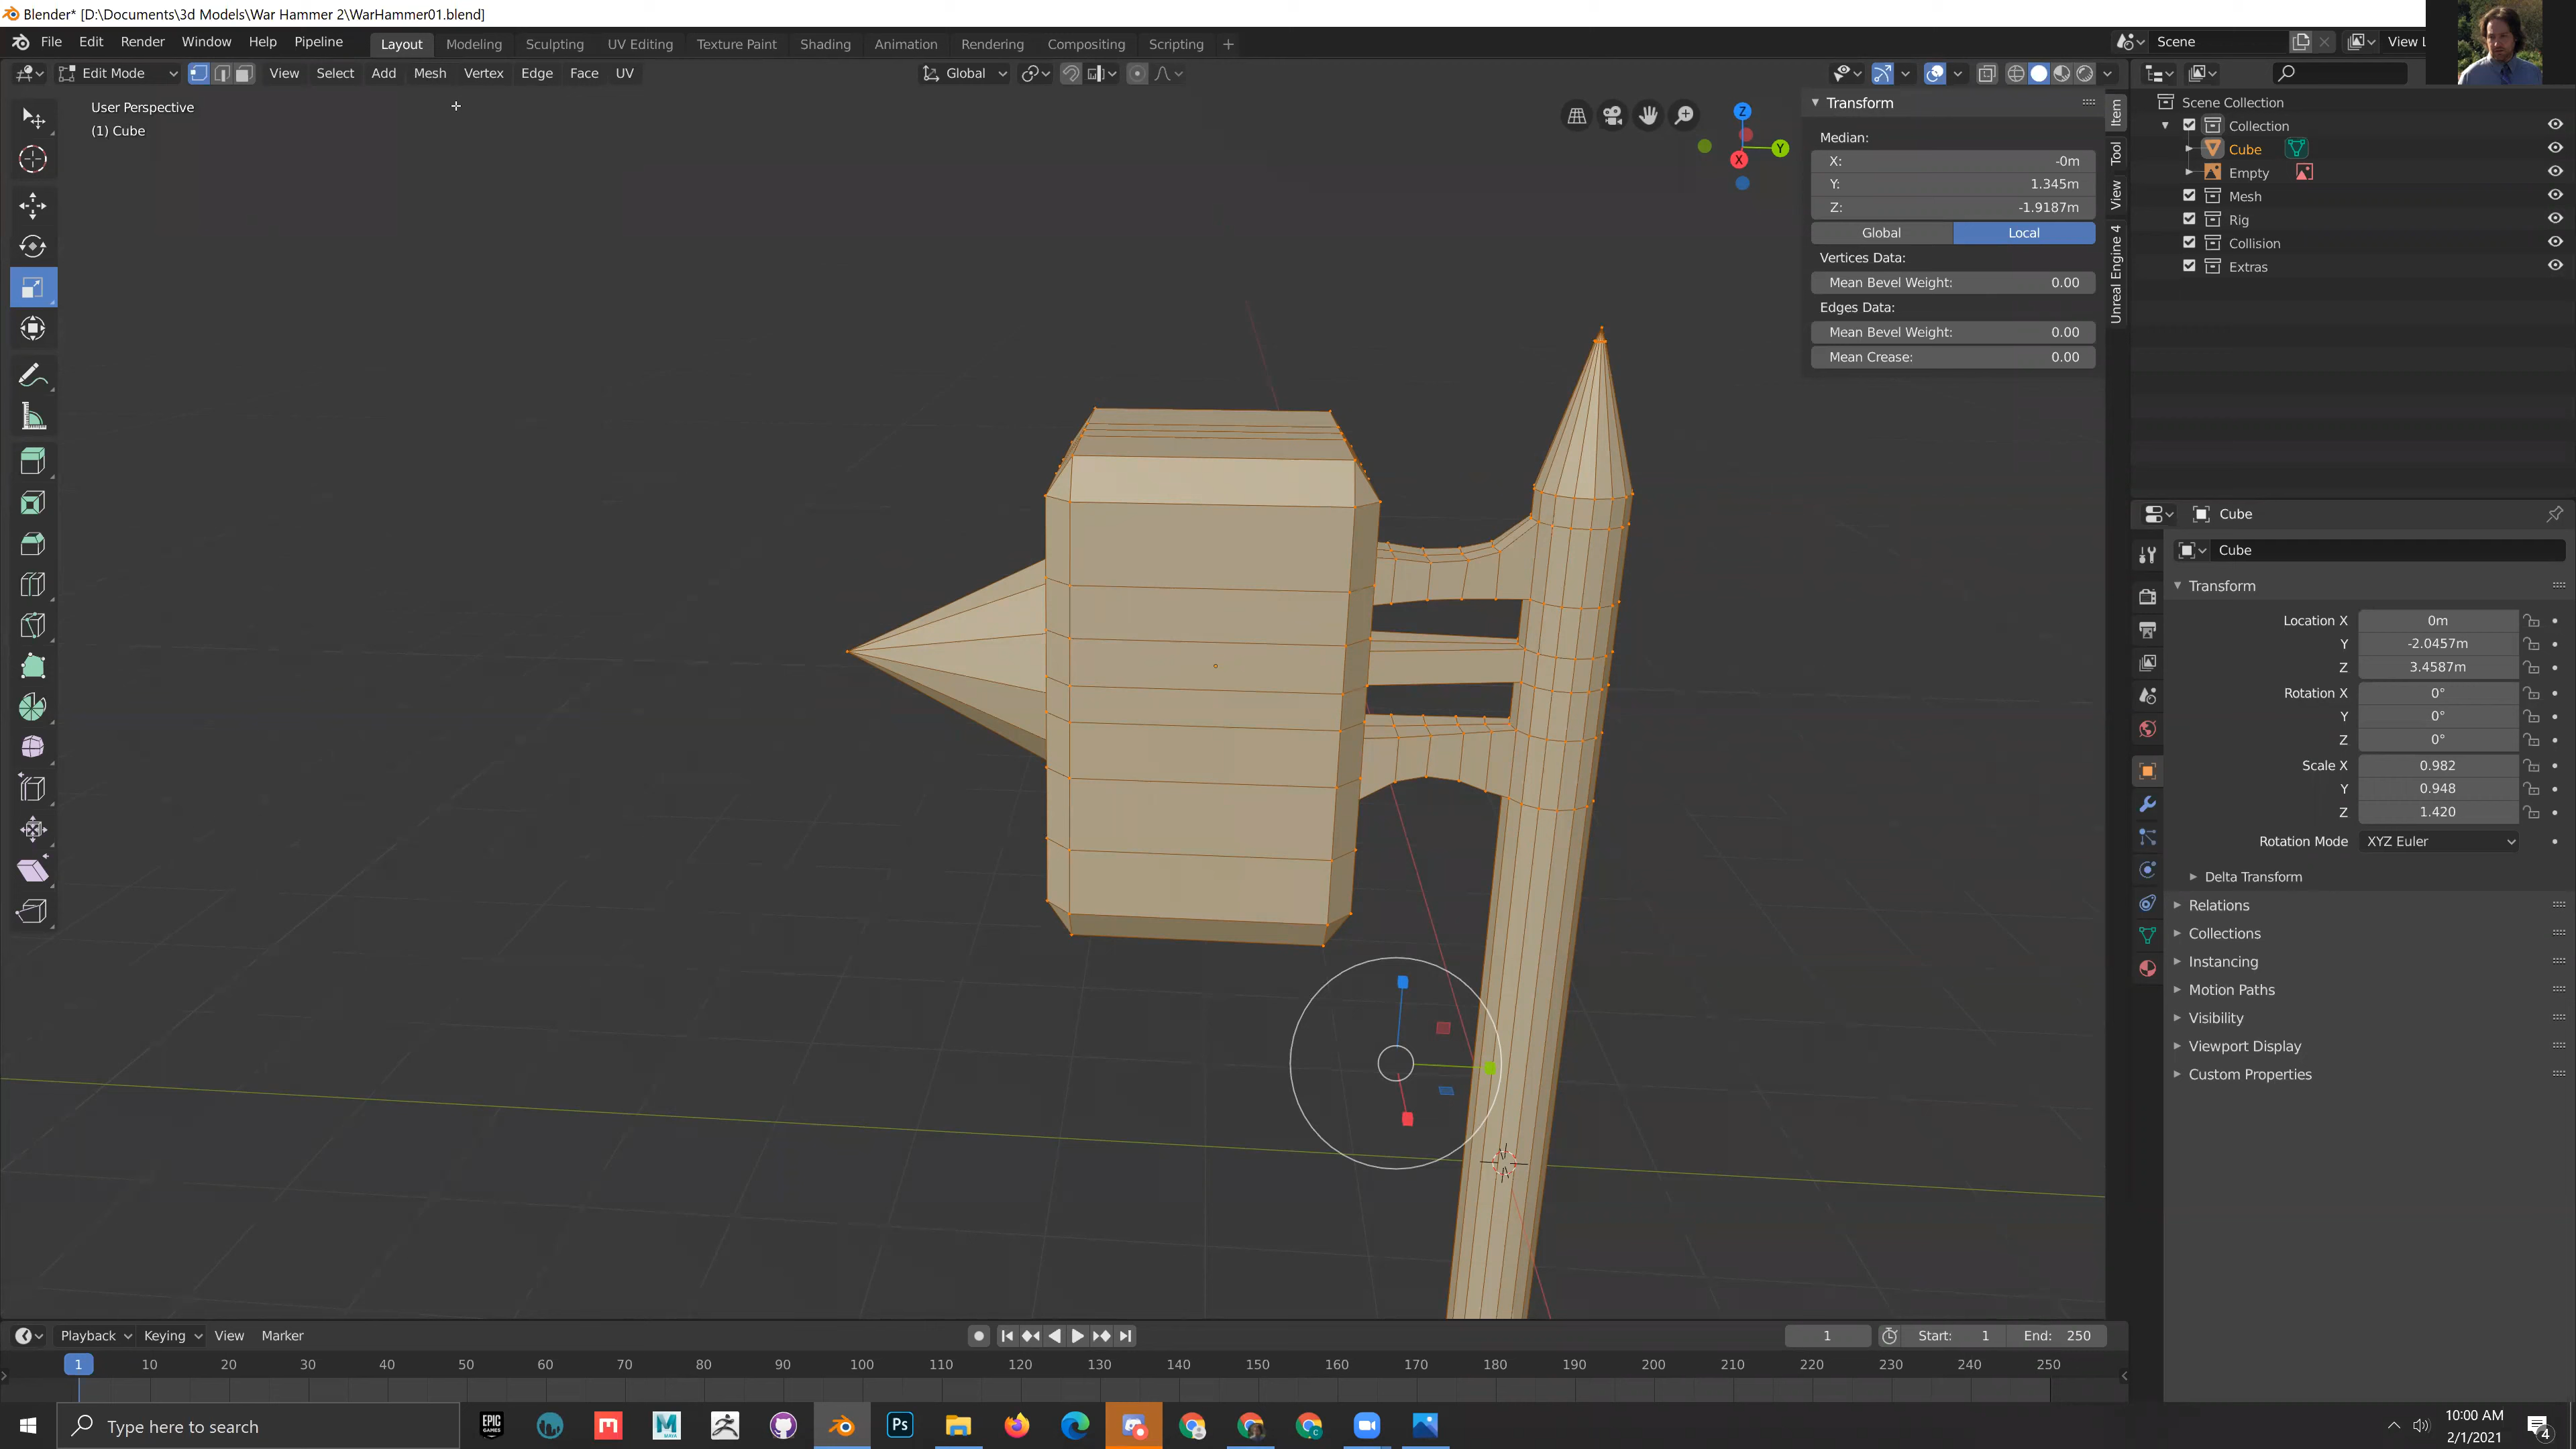 Blender* [D:\Documents\3d Models\War Hammer 2\WarHammer01.blend]
File Edit Render Window Help Pipeline Layout Modeling Sculpting UV Editing Texture Paint Shading Animation Rendering Compositing Scripting + Scene View L
Edit Mode View Select Add Mesh Vertex Edge Face UV Global
User Perspective
(1) Cube
Z
Y
X
Transform
Median:
X: -0m
Y: 1.345m
Z: -1.9187m
Global Local
Vertices Data:
Mean Bevel Weight: 0.00
Edges Data:
Mean Bevel Weight: 0.00
Mean Crease: 0.00
Item
Tool
View
Unreal Engine 4
Scene Collection
Collection
Cube
Empty
Mesh
Rig
Collision
Extras
Cube
Cube
Transform
Location X 0m
Y -2.0457m
Z 3.4587m
Rotation X 0°
Y 0°
Z 0°
Scale X 0.982
Y 0.948
Z 1.420
Rotation Mode XYZ Euler
Delta Transform
Relations
Collections
Instancing
Motion Paths
Visibility
Viewport Display
Custom Properties
Playback Keying View Marker 1 Start: 1 End: 250
1 10 20 30 40 50 60 70 80 90 100 110 120 130 140 150 160 170 180 190 200 210 220 230 240 250
Type here to search
EPIC GAMES
M
MAYA
Ps
C
10:00 AM
2/1/2021
4